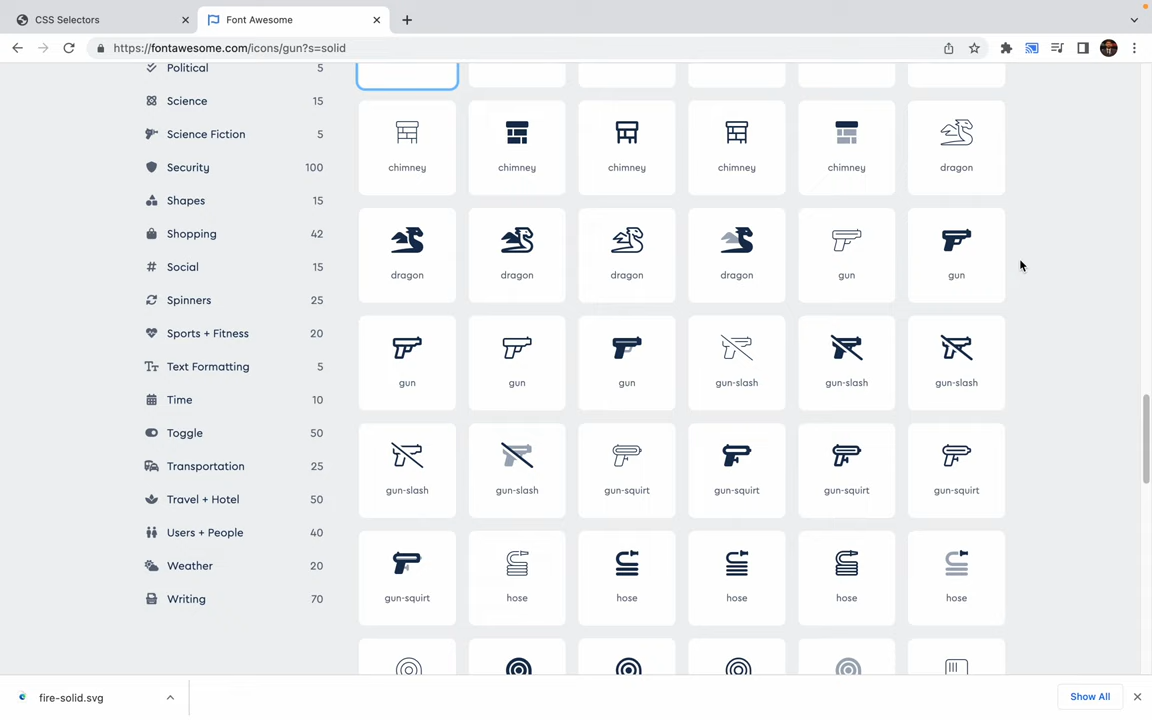 CSS Selectors
Font Awesome
https://fontawesome.com/icons/gun?s=solid
Political 5
Science 15
Science Fiction 5
Security 100
Shapes 15
Shopping 42
Social 15
Spinners 25
Sports + Fitness 20
Text Formatting 5
Time 10
Toggle 50
Transportation 25
Travel + Hotel 50
Users + People 40
Weather 20
Writing 70
chimney chimney chimney chimney chimney dragon
dragon dragon dragon dragon gun gun
gun gun gun gun-slash gun-slash gun-slash
gun-slash gun-slash gun-squirt gun-squirt gun-squirt gun-squirt
gun-squirt hose hose hose hose hose
fire-solid.svg
Show All